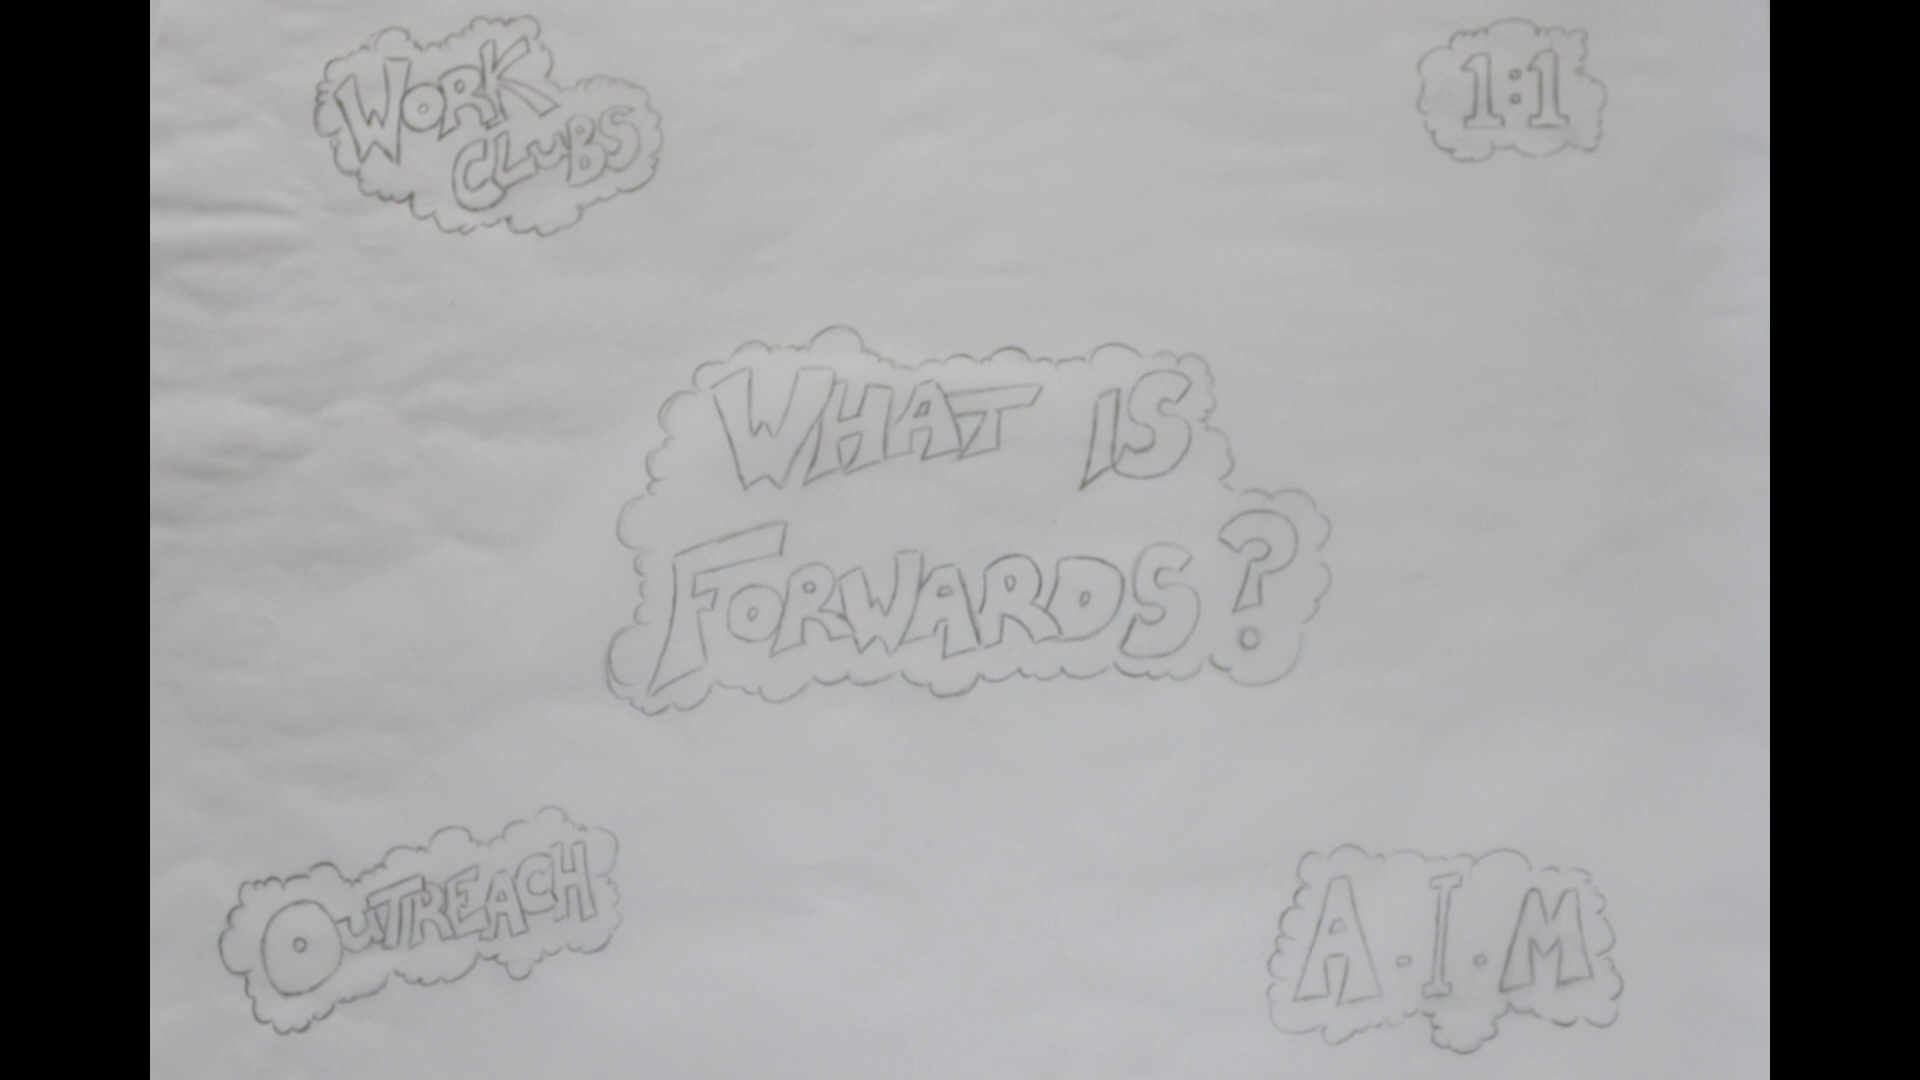 WORK
CLUBS
1:1
WHAT IS
FORWARDS?
OUTREACH
A.I.M